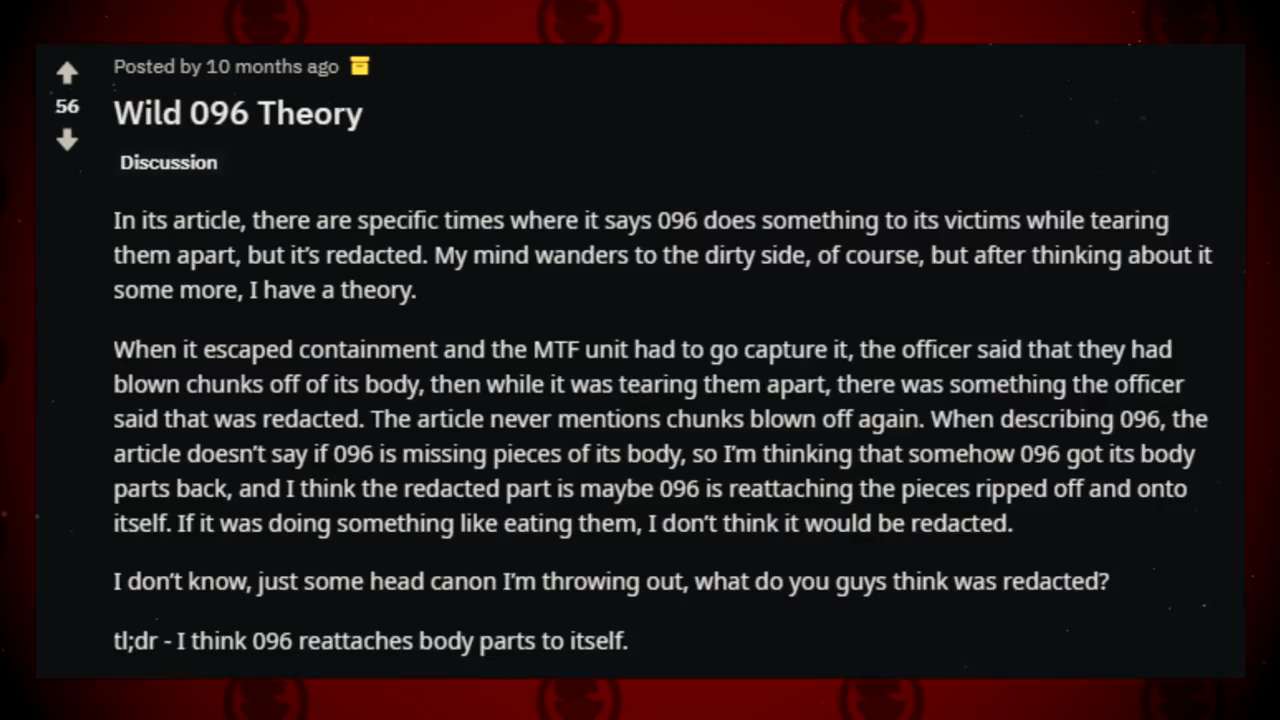 Posted by 10 months ago
56
Wild 096 Theory
Discussion
In its article, there are specific times where it says 096 does something to its victims while tearing
them apart, but it’s redacted. My mind wanders to the dirty side, of course, but after thinking about it
some more, I have a theory.
When it escaped containment and the MTF unit had to go capture it, the officer said that they had
blown chunks off of its body, then while it was tearing them apart, there was something the officer
said that was redacted. The article never mentions chunks blown off again. When describing 096, the
article doesn’t say if 096 is missing pieces of its body, so I’m thinking that somehow 096 got its body
parts back, and I think the redacted part is maybe 096 is reattaching the pieces ripped off and onto
itself. If it was doing something like eating them, I don’t think it would be redacted.
I don’t know, just some head canon I’m throwing out, what do you guys think was redacted?
tl;dr - I think 096 reattaches body parts to itself.